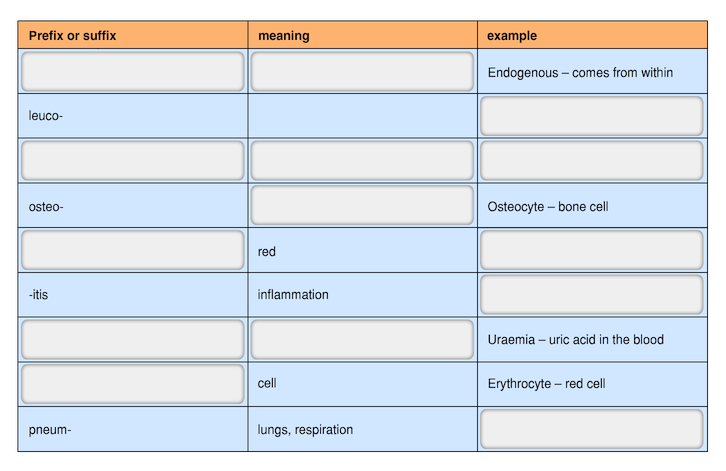 Prefix or suffix meaning example
Endogenous – comes from within
leuco-
osteo- Osteocyte – bone cell
red
-itis inflammation
Uraemia – uric acid in the blood
cell Erythrocyte – red cell
pneum- lungs, respiration